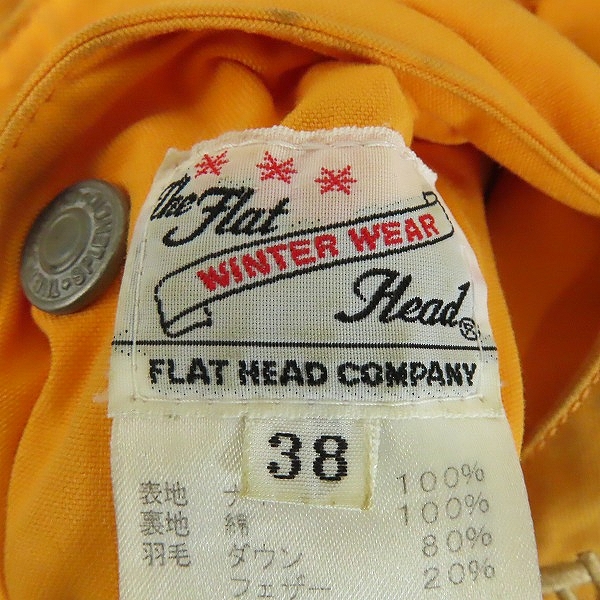 The Flat
WINTER WEAR
Head®
FLAT HEAD COMPANY
38
表地 100%
裏地 綿 100%
羽毛 ダウン 80%
フェザー 20%